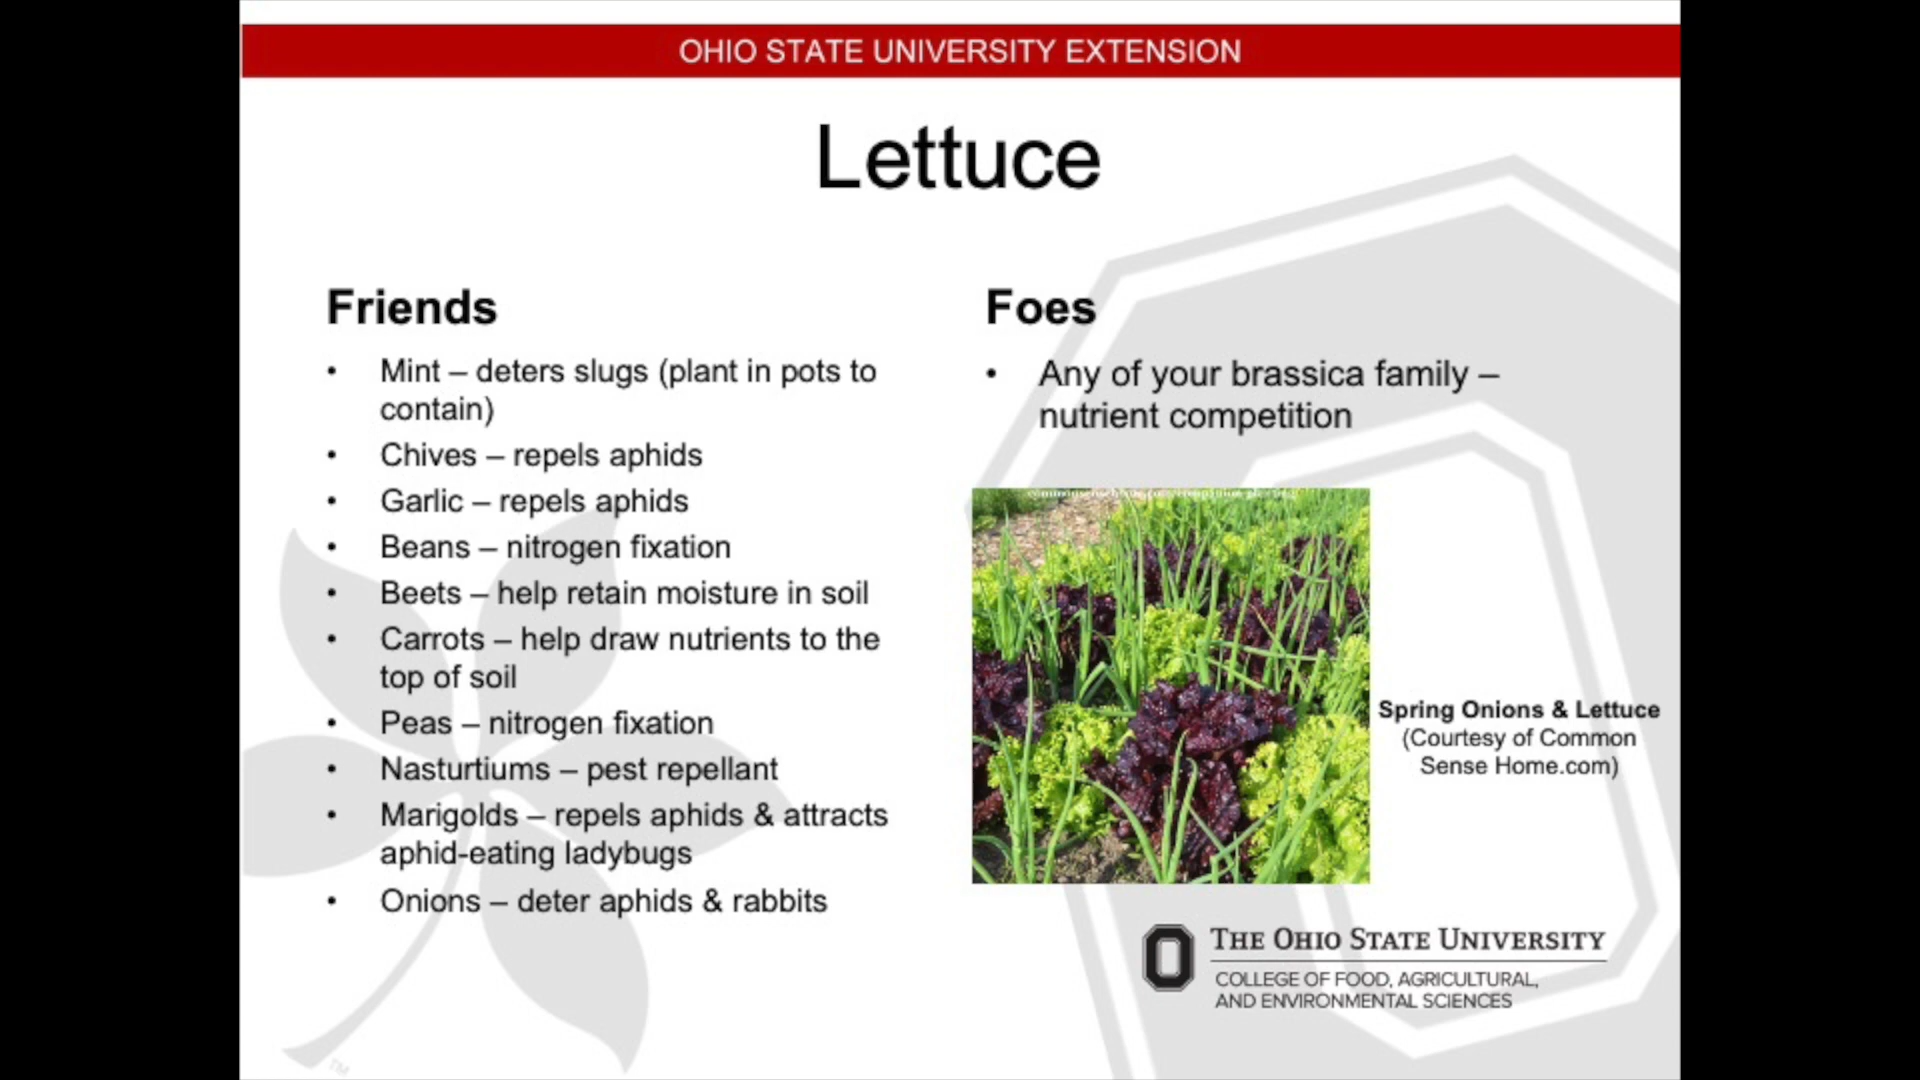 OHIO STATE UNIVERSITY EXTENSION
Lettuce
Friends
• Mint – deters slugs (plant in pots to
contain)
• Chives – repels aphids
• Garlic – repels aphids
• Beans – nitrogen fixation
• Beets – help retain moisture in soil
• Carrots – help draw nutrients to the
top of soil
• Peas – nitrogen fixation
• Nasturtiums – pest repellant
• Marigolds – repels aphids & attracts
aphid-eating ladybugs
• Onions – deter aphids & rabbits
Foes
• Any of your brassica family –
nutrient competition
Spring Onions & Lettuce
(Courtesy of Common
Sense Home.com)
THE OHIO STATE UNIVERSITY
COLLEGE OF FOOD, AGRICULTURAL,
AND ENVIRONMENTAL SCIENCES
TM